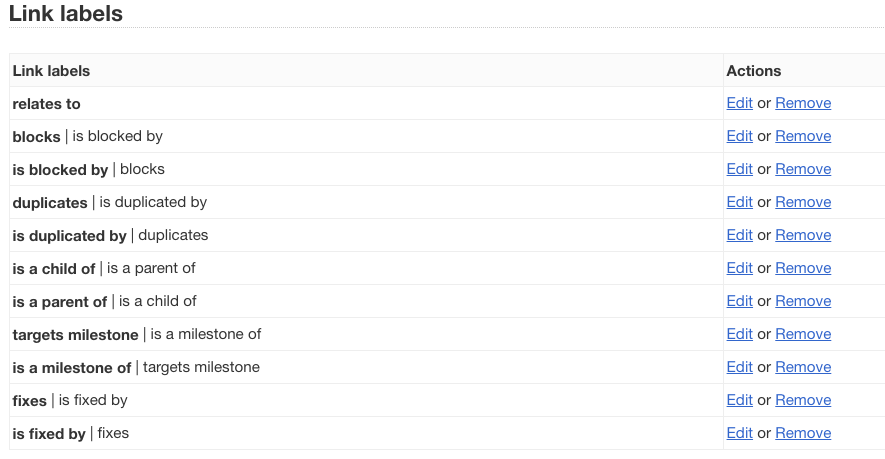 Link labels
Link labels Actions
relates to Edit or Remove
blocks | is blocked by Edit or Remove
is blocked by | blocks Edit or Remove
duplicates | is duplicated by Edit or Remove
is duplicated by | duplicates Edit or Remove
is a child of | is a parent of Edit or Remove
is a parent of | is a child of Edit or Remove
targets milestone | is a milestone of Edit or Remove
is a milestone of | targets milestone Edit or Remove
fixes | is fixed by Edit or Remove
is fixed by | fixes Edit or Remove